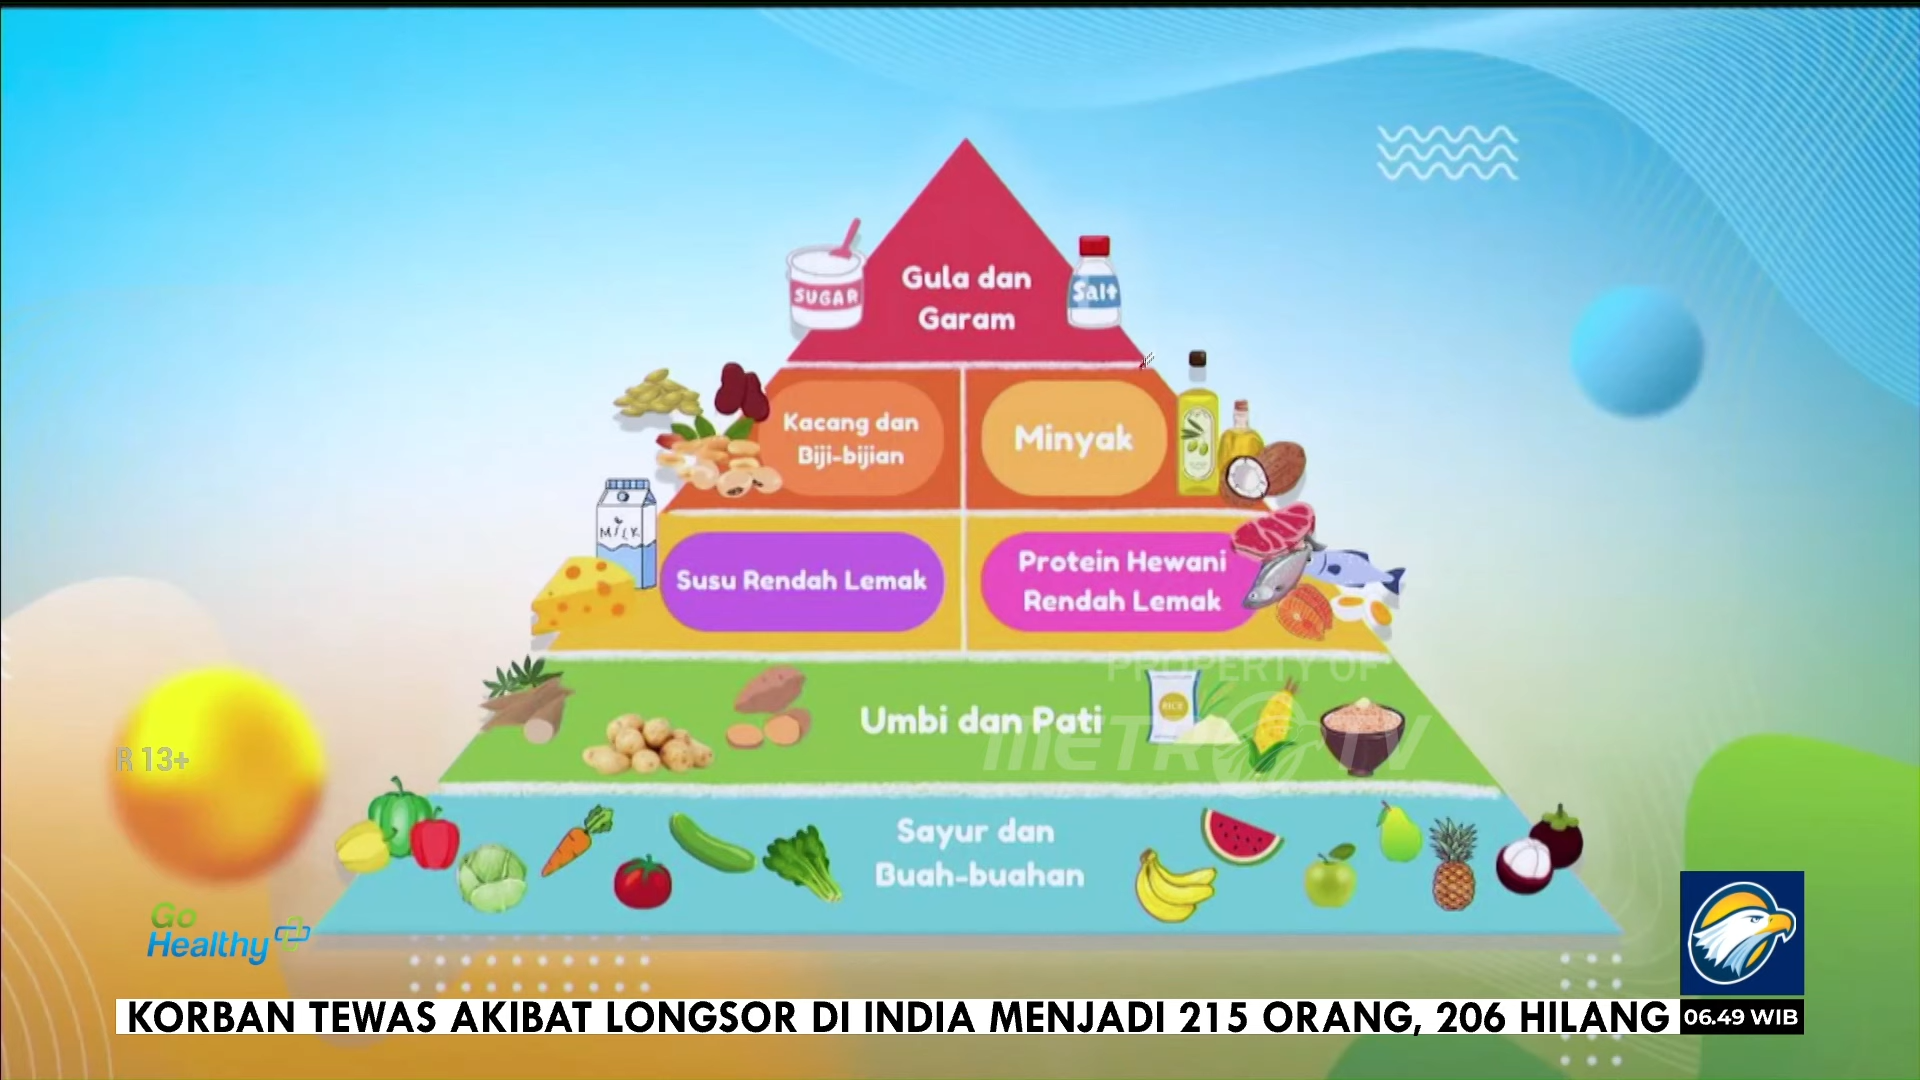 Gula dan
Garam
SUGAR
Salt
Kacang dan
Biji-bijian
Minyak
MILK
Susu Rendah Lemak
Protein Hewani
Rendah Lemak
PROPERTY OF
METRO TV
Umbi dan Pati
RICE
R 13+
Sayur dan
Buah-buahan
Go
Healthy
KORBAN TEWAS AKIBAT LONGSOR DI INDIA MENJADI 215 ORANG, 206 HILANG
06.49 WIB